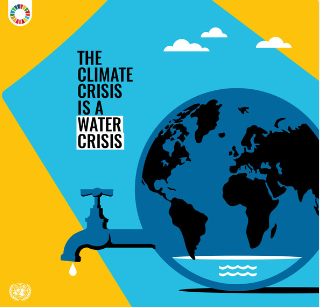 THE
CLIMATE
CRISIS
IS A
WATER
CRISIS